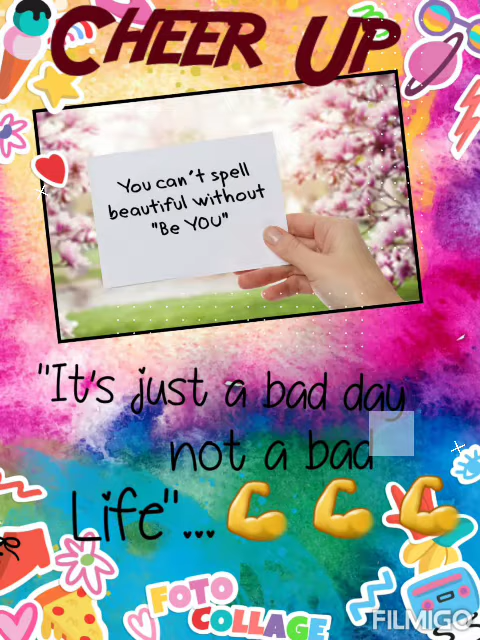 CHEER UP
You can't spell
beautiful without
"Be YOU"
"It's just a bad day
not a bad
Life"...
FOTO
COLLAGE
FILMIGO